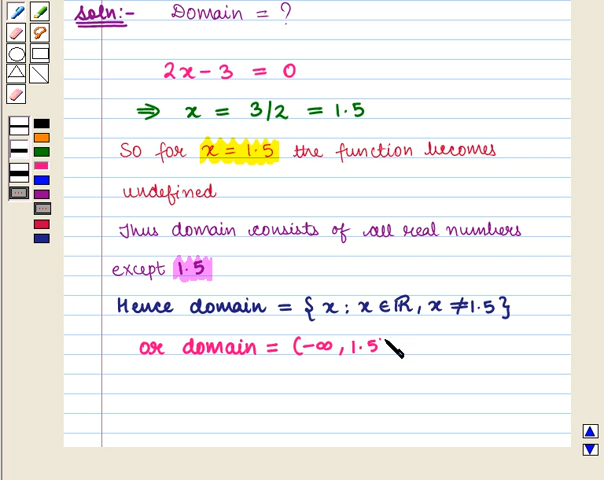 Soln:- Domain = ?
2x - 3 = 0
⇒ x = 3/2 = 1.5
So for x = 1.5 the function becomes
undefined
Thus domain consists of all real numbers
except 1.5
Hence domain = { x : x ∈ ℝ, x ≠ 1.5 }
or domain = (-∞, 1.5